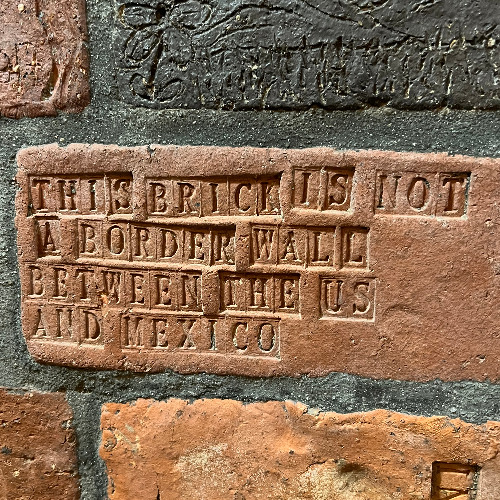 THIS BRICK IS NOT
A BORDER WALL
BETWEEN THE US
AND MEXICO